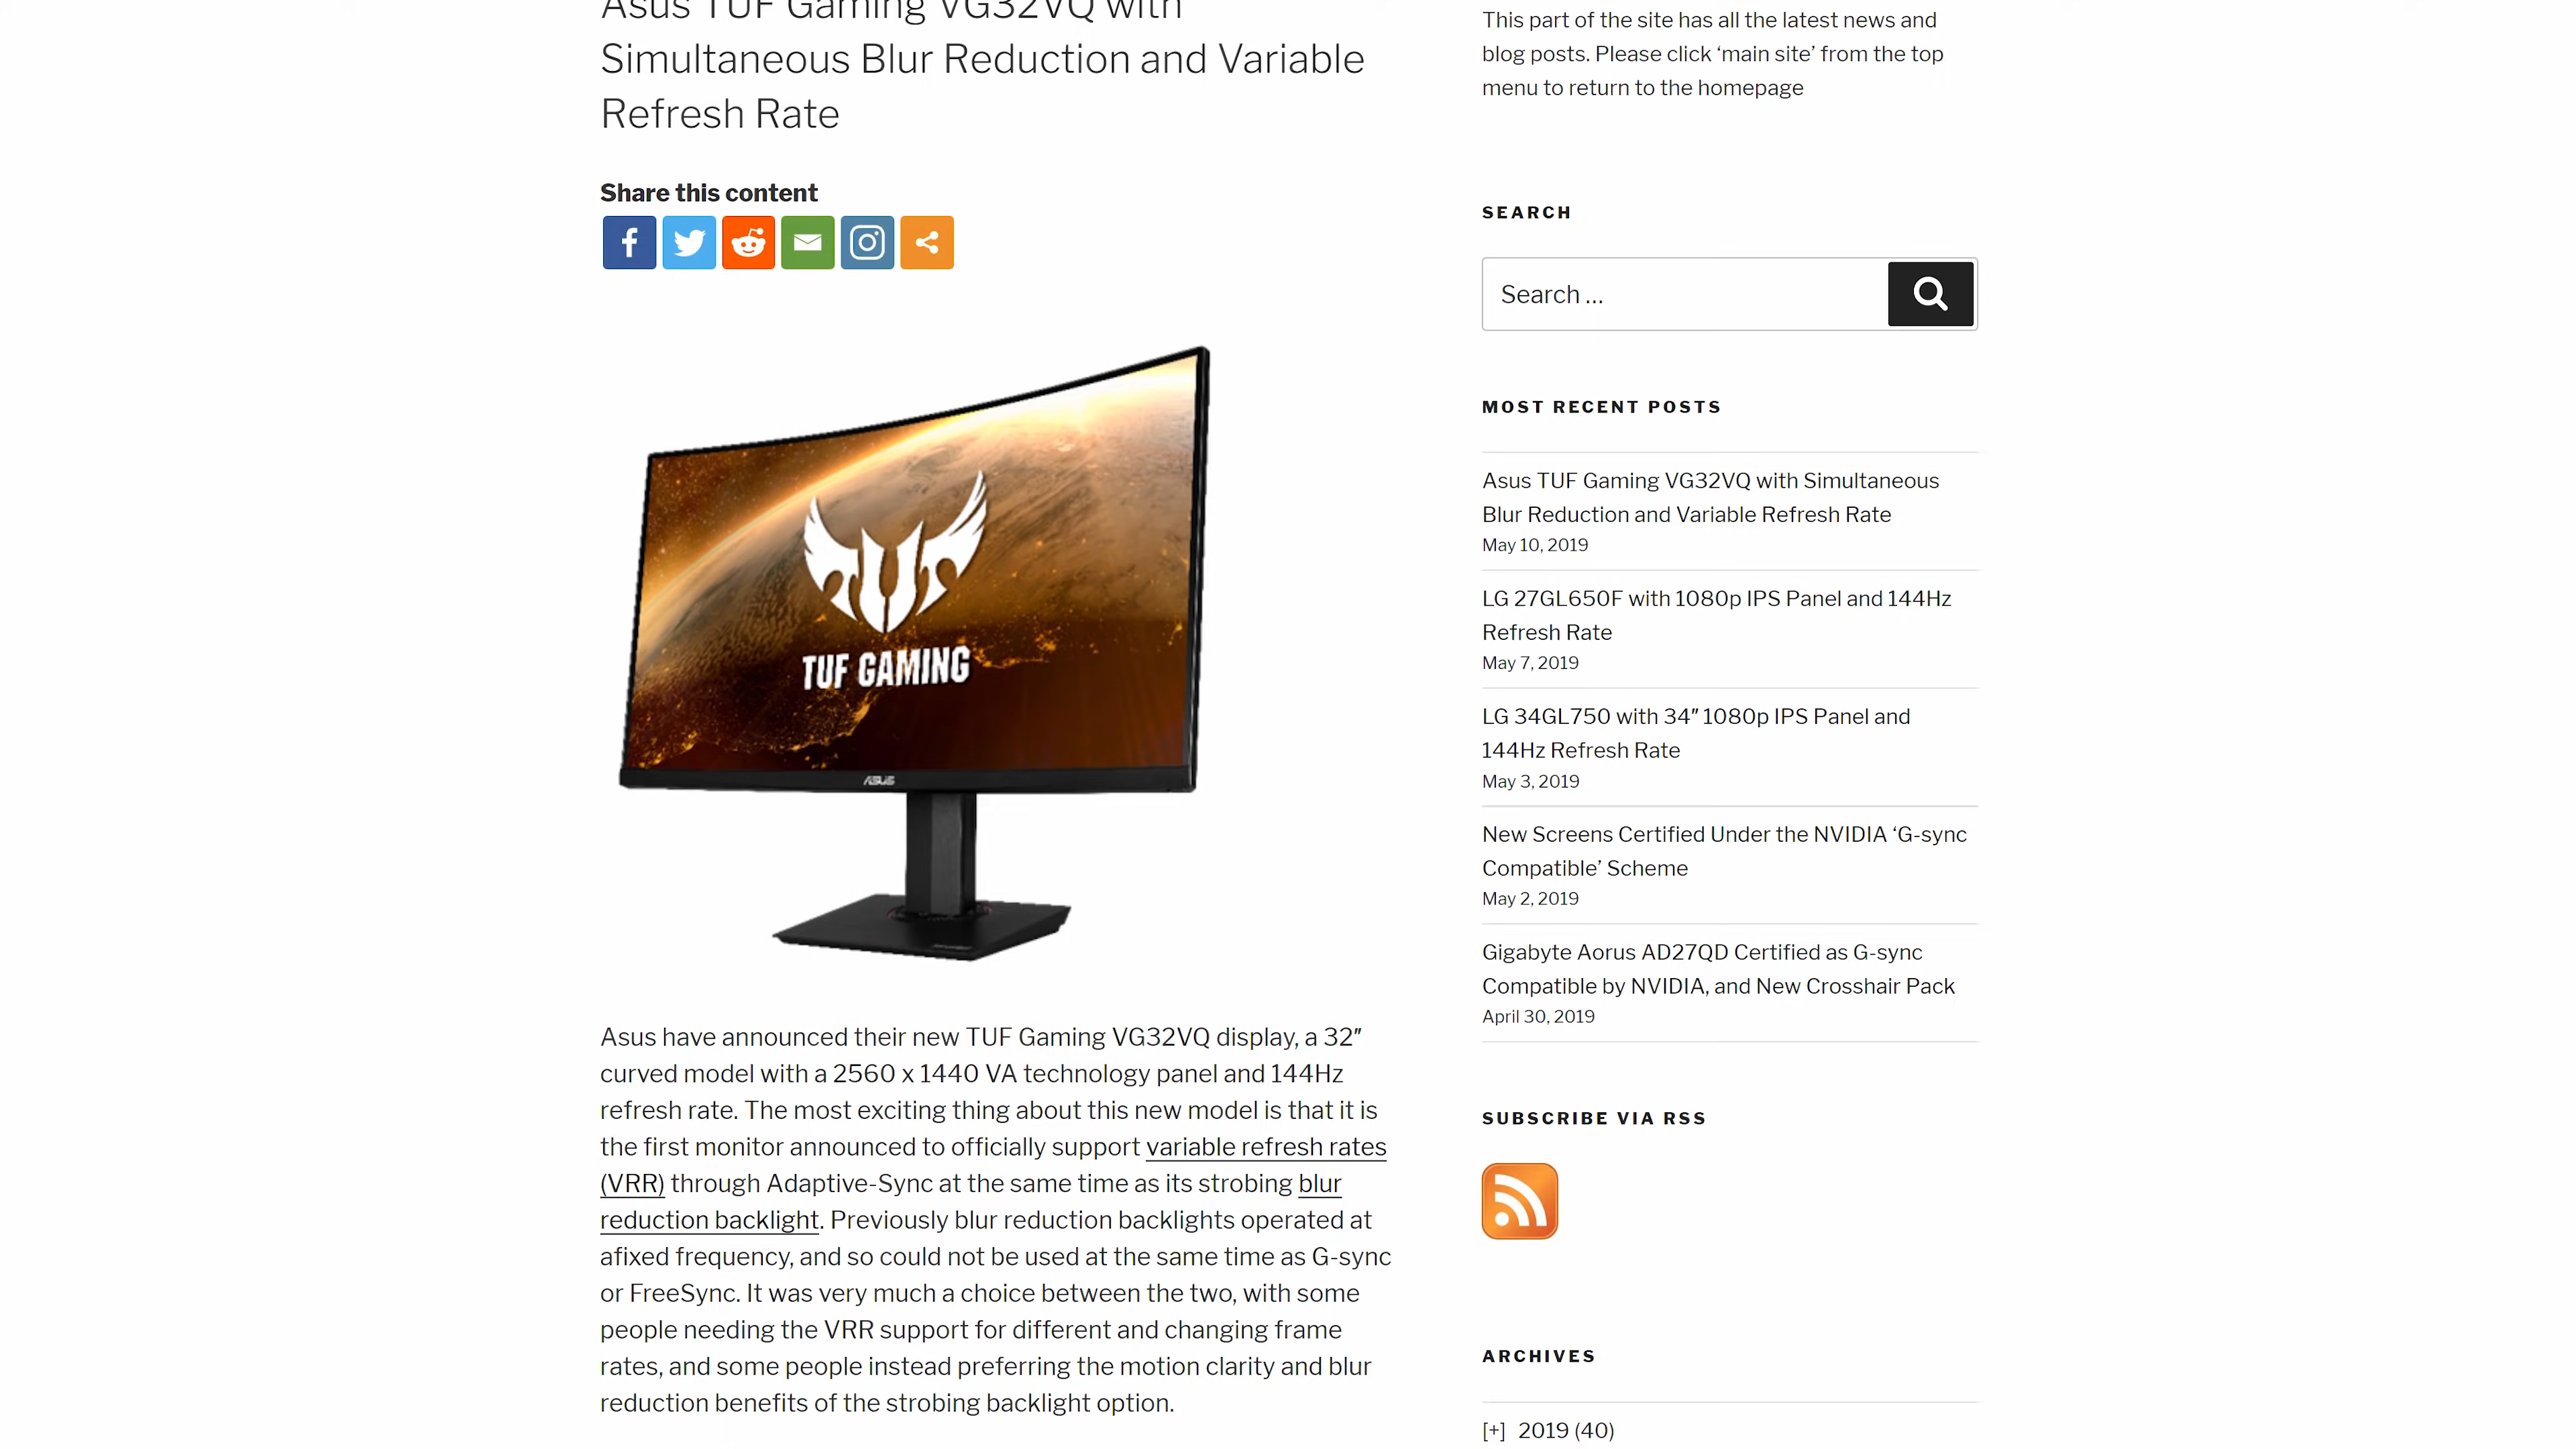 Asus TUF Gaming VG32VQ with
Simultaneous Blur Reduction and Variable
Refresh Rate
Share this content
TUF
TUF GAMING
ASUS
Asus have announced their new TUF Gaming VG32VQ display, a 32″
curved model with a 2560 x 1440 VA technology panel and 144Hz
refresh rate. The most exciting thing about this new model is that it is
the first monitor announced to officially support variable refresh rates
(VRR) through Adaptive-Sync at the same time as its strobing blur
reduction backlight. Previously blur reduction backlights operated at
afixed frequency, and so could not be used at the same time as G-sync
or FreeSync. It was very much a choice between the two, with some
people needing the VRR support for different and changing frame
rates, and some people instead preferring the motion clarity and blur
reduction benefits of the strobing backlight option.
This part of the site has all the latest news and
blog posts. Please click ‘main site’ from the top
menu to return to the homepage
SEARCH
Search …
MOST RECENT POSTS
Asus TUF Gaming VG32VQ with Simultaneous
Blur Reduction and Variable Refresh Rate
May 10, 2019
LG 27GL650F with 1080p IPS Panel and 144Hz
Refresh Rate
May 7, 2019
LG 34GL750 with 34″ 1080p IPS Panel and
144Hz Refresh Rate
May 3, 2019
New Screens Certified Under the NVIDIA ‘G-sync
Compatible’ Scheme
May 2, 2019
Gigabyte Aorus AD27QD Certified as G-sync
Compatible by NVIDIA, and New Crosshair Pack
April 30, 2019
SUBSCRIBE VIA RSS
ARCHIVES
[+] 2019 (40)